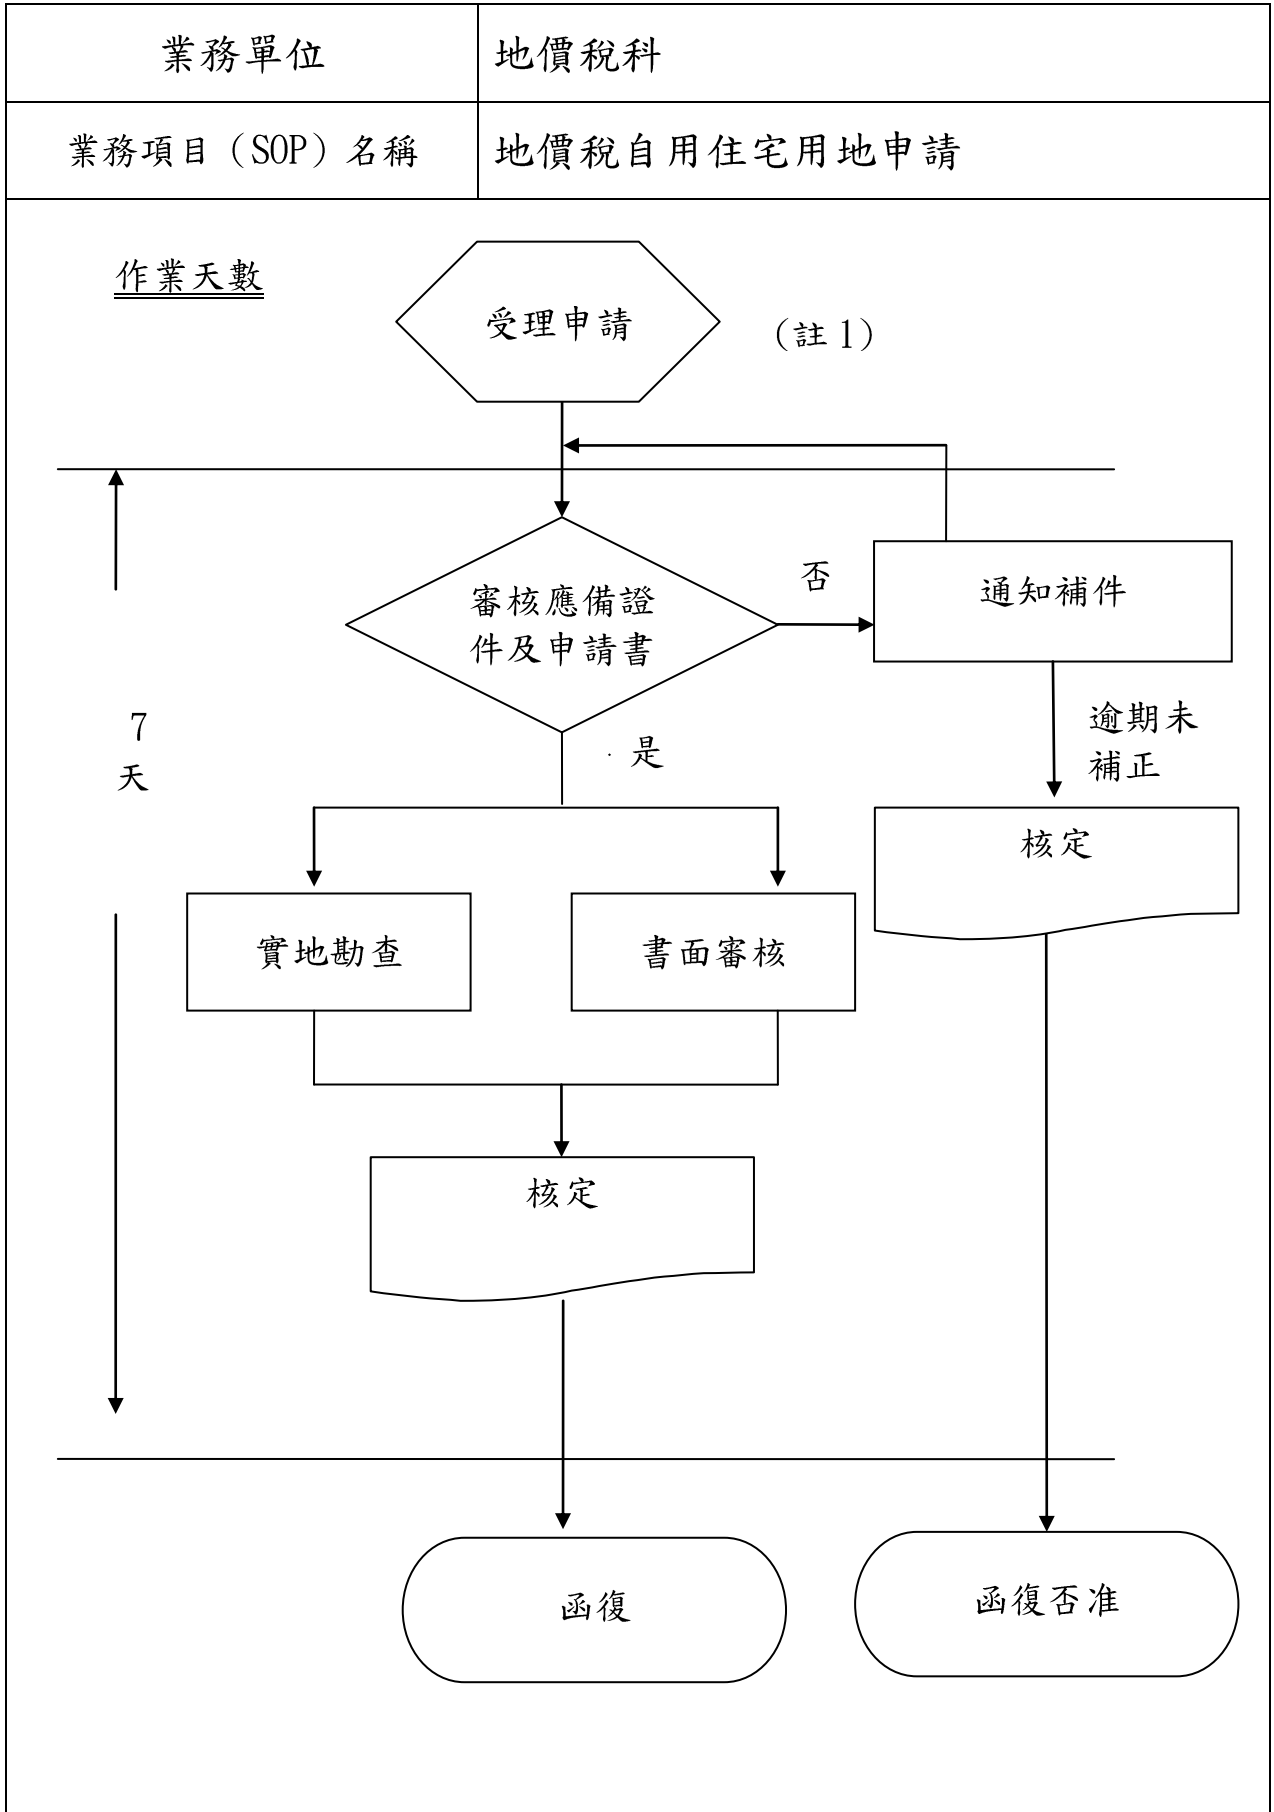 業務單位
地價稅科
業務項目（SOP）名稱
地價稅自用住宅用地申請
作業天數
受理申請
（註 1）
審核應備證
件及申請書
否
通知補件
逾期未
補正
7
天
是
核定
實地勘查
書面審核
核定
函復
函復否准